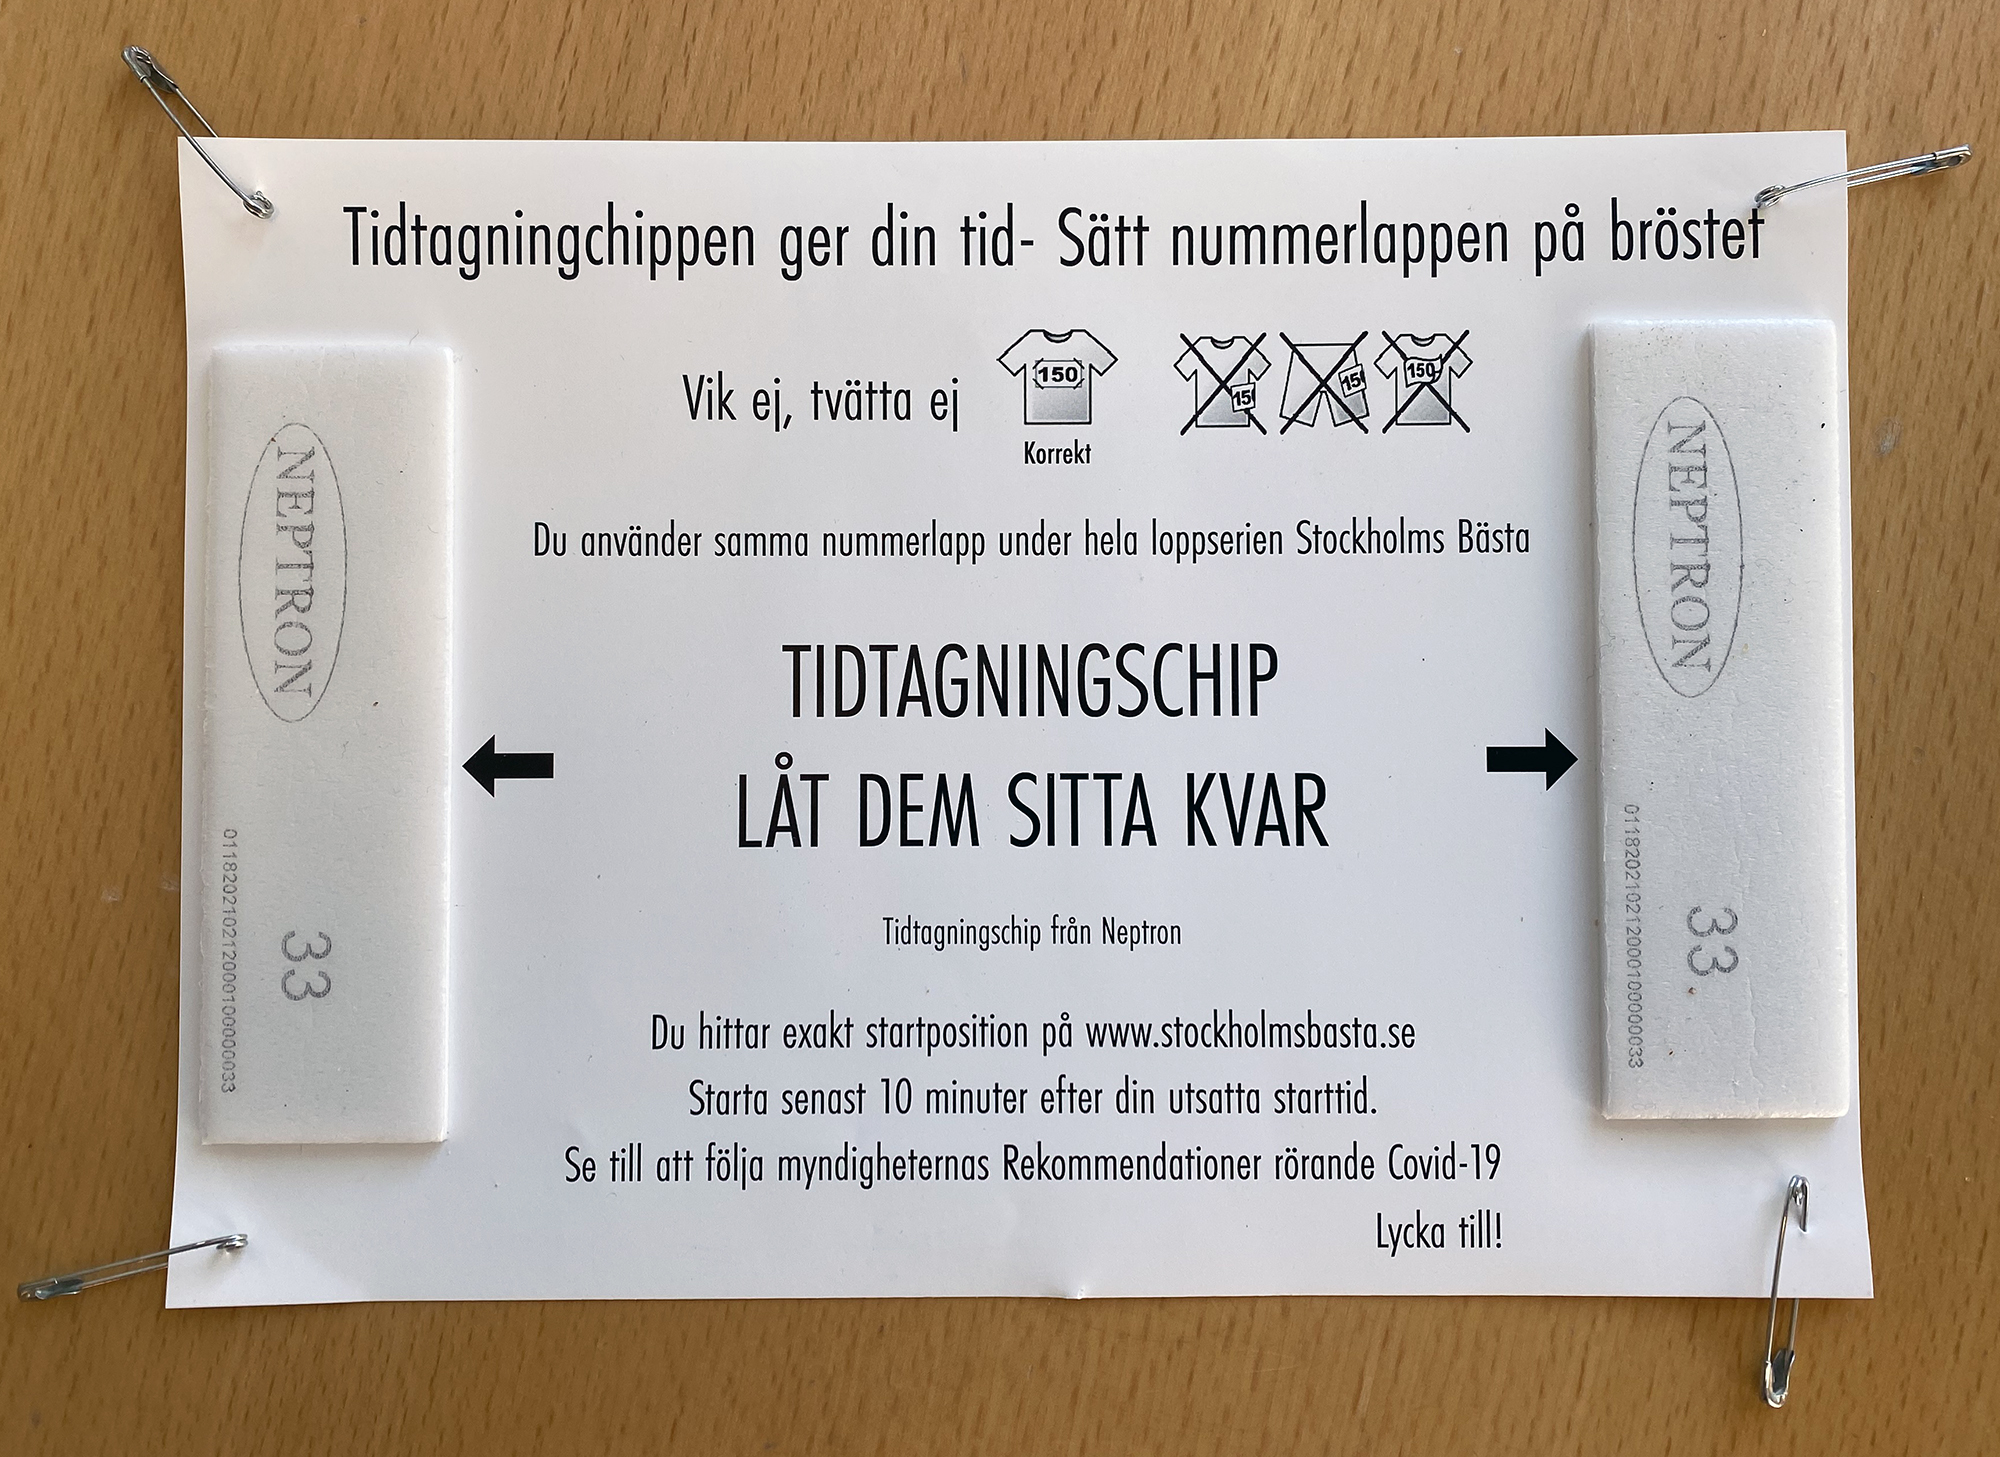 Tidtagningchippen ger din tid- Sätt nummerlappen på bröstet
Vik ej, tvätta ej
150
150
Korrekt
Du använder samma nummerlapp under hela loppserien Stockholms Bästa
TIDTAGNINGSCHIP
LÅT DEM SITTA KVAR
Tidtagningschip från Neptron
Du hittar exakt startposition på www.stockholmsbasta.se
Starta senast 10 minuter efter din utsatta starttid.
Se till att följa myndigheternas Rekommendationer rörande Covid-19
Lycka till!
NEPTRON
33
NEPTRON
33